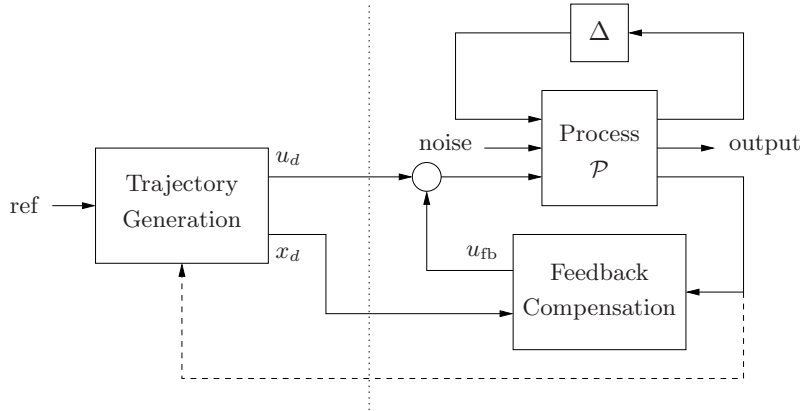 Δ
noise
Process
𝒫
output
u_d
ref
Trajectory
Generation
x_d
u_fb
Feedback
Compensation